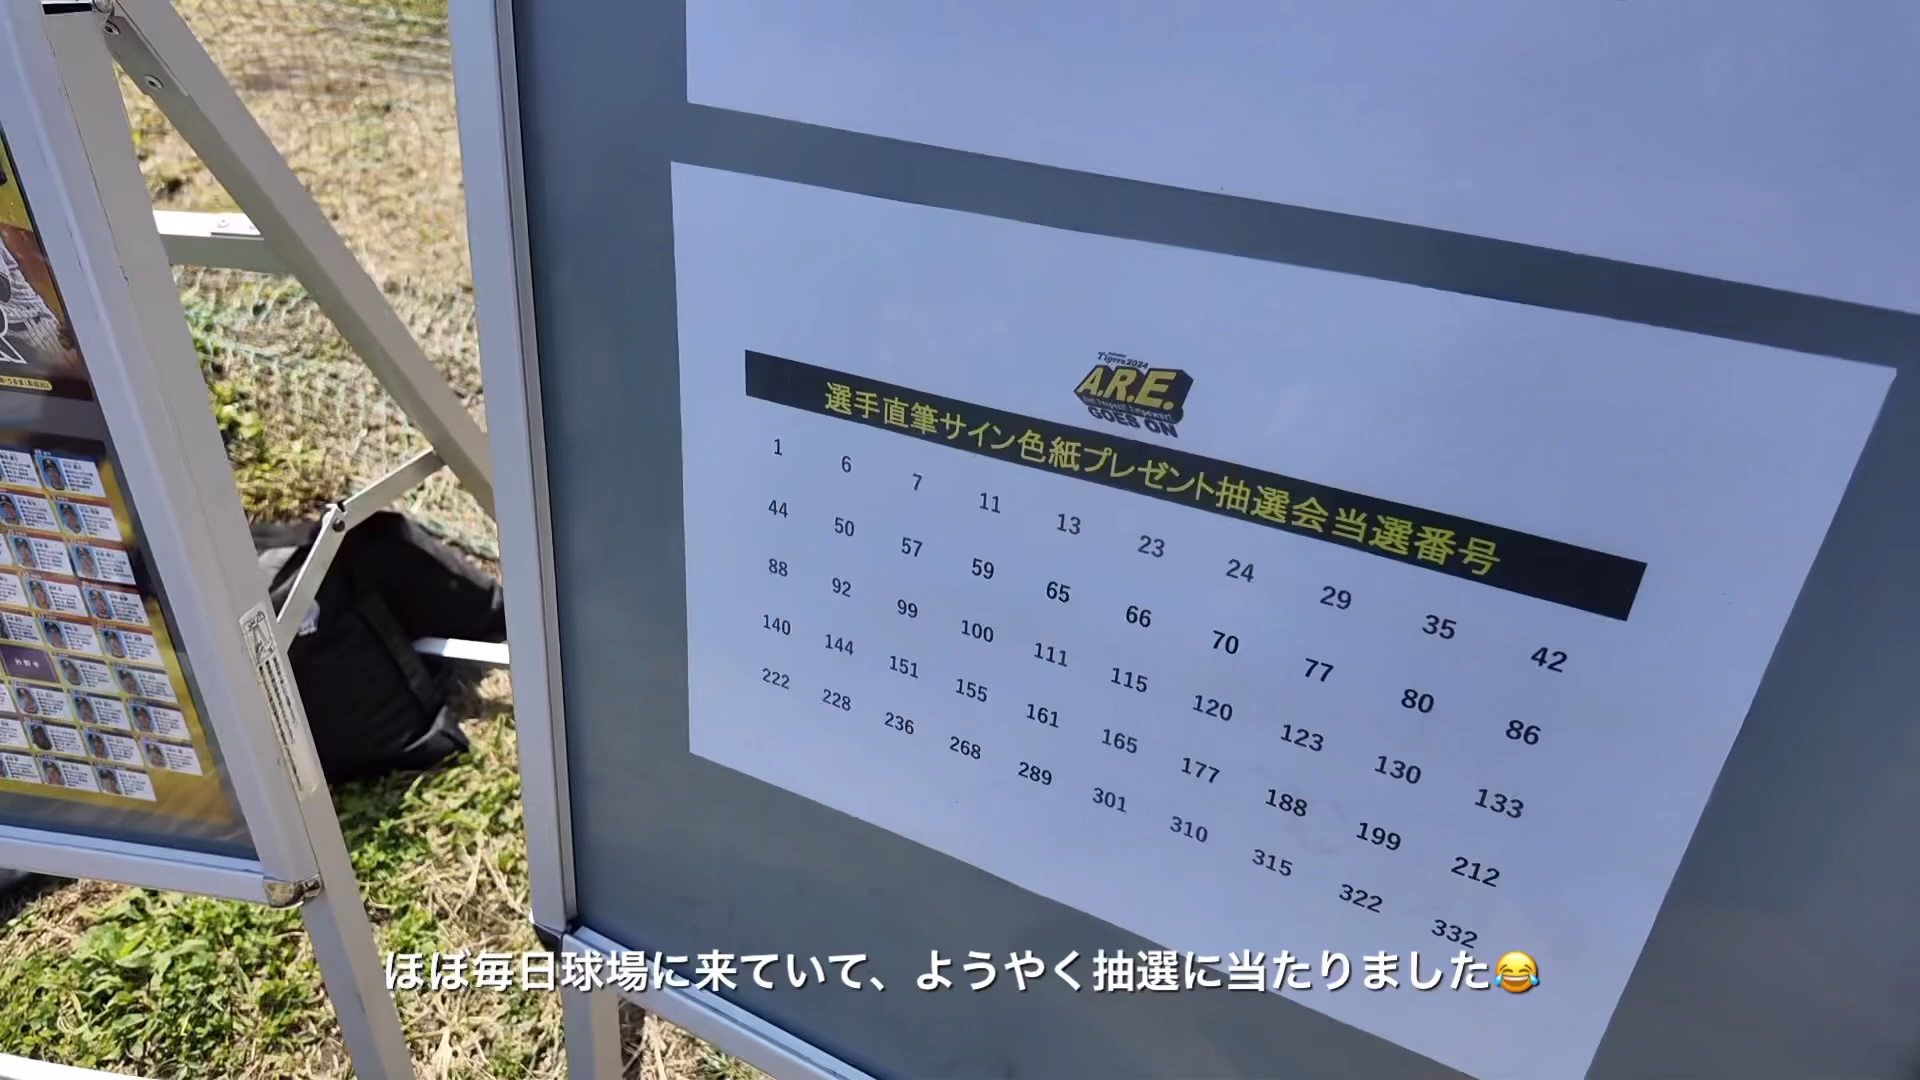 Tigers 2024
A.R.E.
GOES ON
選手直筆サイン色紙プレゼント抽選会当選番号
1 6 7 11 13 23 24 29 35 42
44 50 57 59 65 66 70 77 80 86
88 92 99 100 111 115 120 123 130 133
140 144 151 155 161 165 177 188 199 212
222 228 236 268 289 301 310 315 322 332
ほぼ毎日球場に来ていて、ようやく抽選に当たりました😂